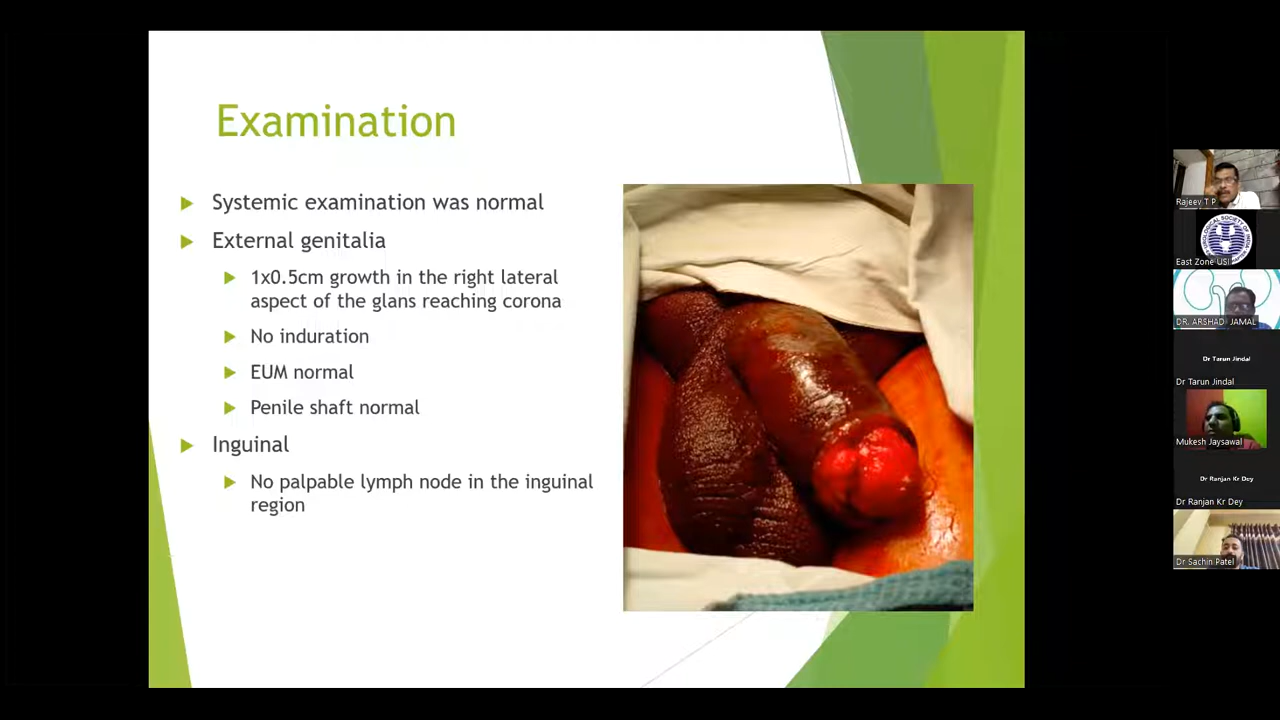 Examination
Systemic examination was normal
External genitalia
1x0.5cm growth in the right lateral
aspect of the glans reaching corona
No induration
EUM normal
Penile shaft normal
Inguinal
No palpable lymph node in the inguinal
region
Rajeev T P
East Zone USI
DR. ARSHAD JAMAL
Dr Tarun Jindal
Dr Tarun Jindal
Mukesh Jaysawal
Dr Ranjan Kr Dey
Dr Ranjan Kr Dey
Dr Sachin Patel